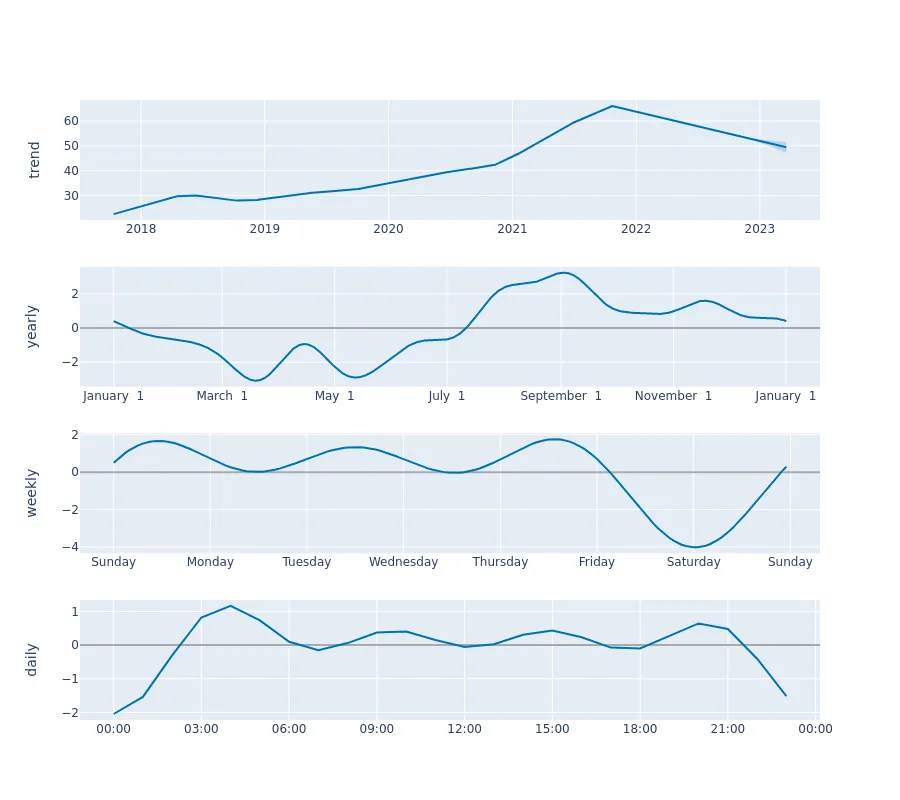 trend
60
50
40
30
2018 2019 2020 2021 2022 2023
yearly
2
0
−2
January 1 March 1 May 1 July 1 September 1 November 1 January 1
weekly
2
0
−2
−4
Sunday Monday Tuesday Wednesday Thursday Friday Saturday Sunday
daily
1
0
−1
−2
00:00 03:00 06:00 09:00 12:00 15:00 18:00 21:00 00:00